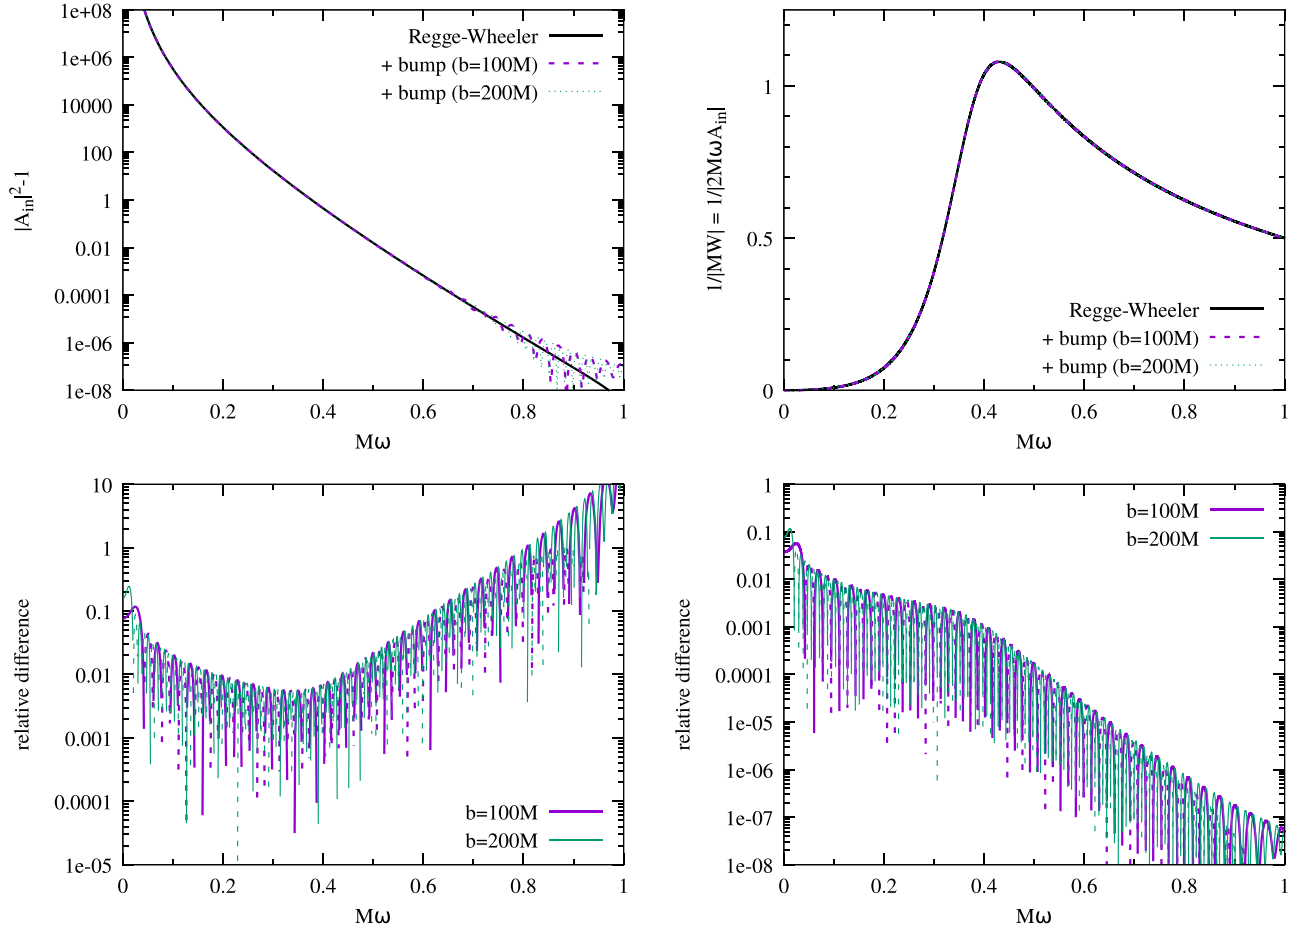 |A_in|^2-1
1e+08
1e+06
10000
100
1
0.01
0.0001
1e-06
1e-08
Regge-Wheeler
+ bump (b=100M)
+ bump (b=200M)
0 0.2 0.4 0.6 0.8 1
Mω
1/|MW| = 1/|2MωA_in|
1
0.5
0
Regge-Wheeler
+ bump (b=100M)
+ bump (b=200M)
0 0.2 0.4 0.6 0.8 1
Mω
relative difference
10
1
0.1
0.01
0.001
0.0001
1e-05
b=100M
b=200M
0 0.2 0.4 0.6 0.8 1
Mω
relative difference
1
0.1
0.01
0.001
0.0001
1e-05
1e-06
1e-07
1e-08
b=100M
b=200M
0 0.2 0.4 0.6 0.8 1
Mω